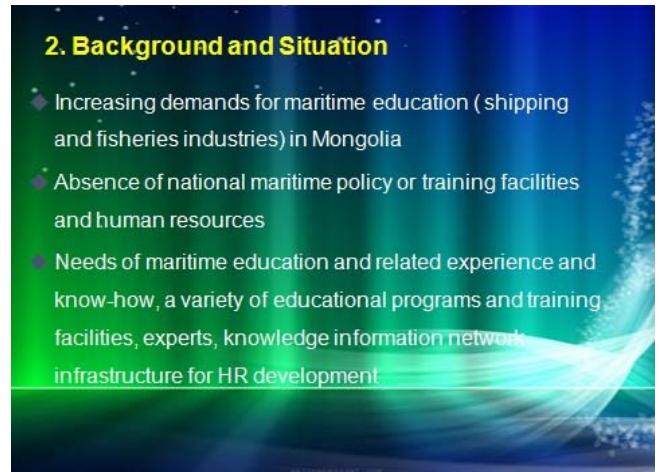 2. Background and Situation
Increasing demands for maritime education ( shipping
and fisheries industries) in Mongolia
Absence of national maritime policy or training facilities
and human resources
Needs of maritime education and related experience and
know-how, a variety of educational programs and training
facilities, experts, knowledge information network
infrastructure for HR development